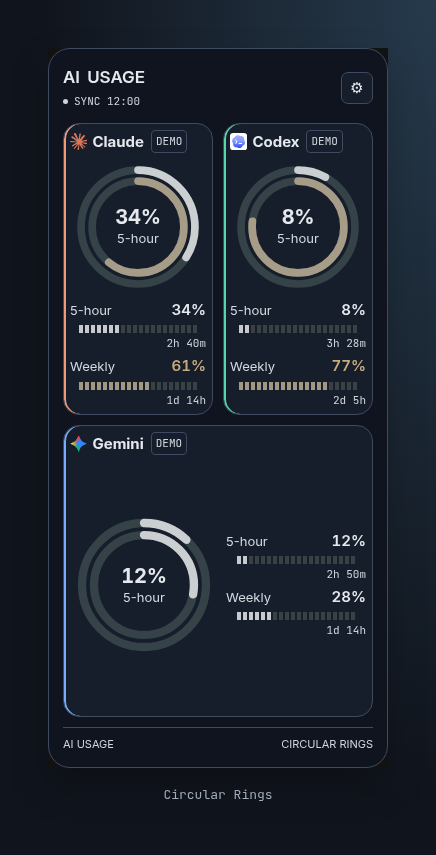 AI USAGE
SYNC 12:00
Claude DEMO
34%
5-hour
5-hour 34%
2h 40m
Weekly 61%
1d 14h
Codex DEMO
8%
5-hour
5-hour 8%
3h 28m
Weekly 77%
2d 5h
Gemini DEMO
12%
5-hour
5-hour 12%
2h 50m
Weekly 28%
1d 14h
AI USAGE CIRCULAR RINGS
Circular Rings